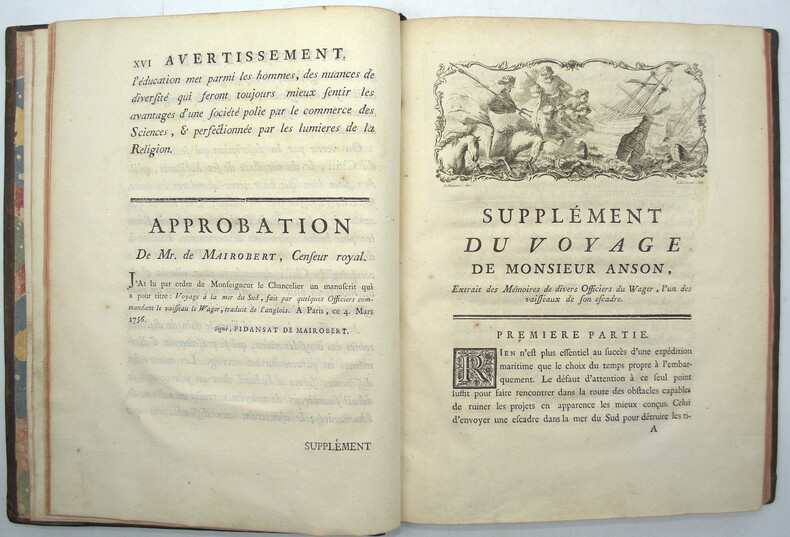 XVI AVERTISSEMENT.
l'éducation met parmi les hommes, des nuances de
diverſité qui feront toujours mieux ſentir les
avantages d'une ſociété polie par le commerce des
Sciences, & perfectionnée par les lumieres de la
Religion.
APPROBATION
De Mr. de MAIROBERT, Cenſeur royal.
J'AI lu par ordre de Monſeigneur le Chancelier un manuſcrit qui
a pour titre: Voyage à la mer du Sud, fait par quelques Officiers com-
mandant le vaiſſeau le Wager, traduit de l'anglois. A Paris, ce 4. Mars
1756.
ſigné, PIDANSAT DE MAIROBERT.
SUPPLÉMENT
SUPPLÉMENT
DU VOYAGE
DE MONSIEUR ANSON,
Extrait des Mémoires de divers Officiers du Wager, l'un des
vaiſſeaux de ſon eſcadre.
PREMIERE PARTIE.
RIEN n'eſt plus eſſentiel au ſuccès d'une expédition
maritime que le choix du temps propre à l'embar-
quement. Le défaut d'attention à ce ſeul point
ſuffit pour faire rencontrer dans la route des obſtacles capables
de ruiner les projets en apparence les mieux conçus. Celui
d'envoyer une eſcadre dans la mer du Sud pour détruire les ri-
A